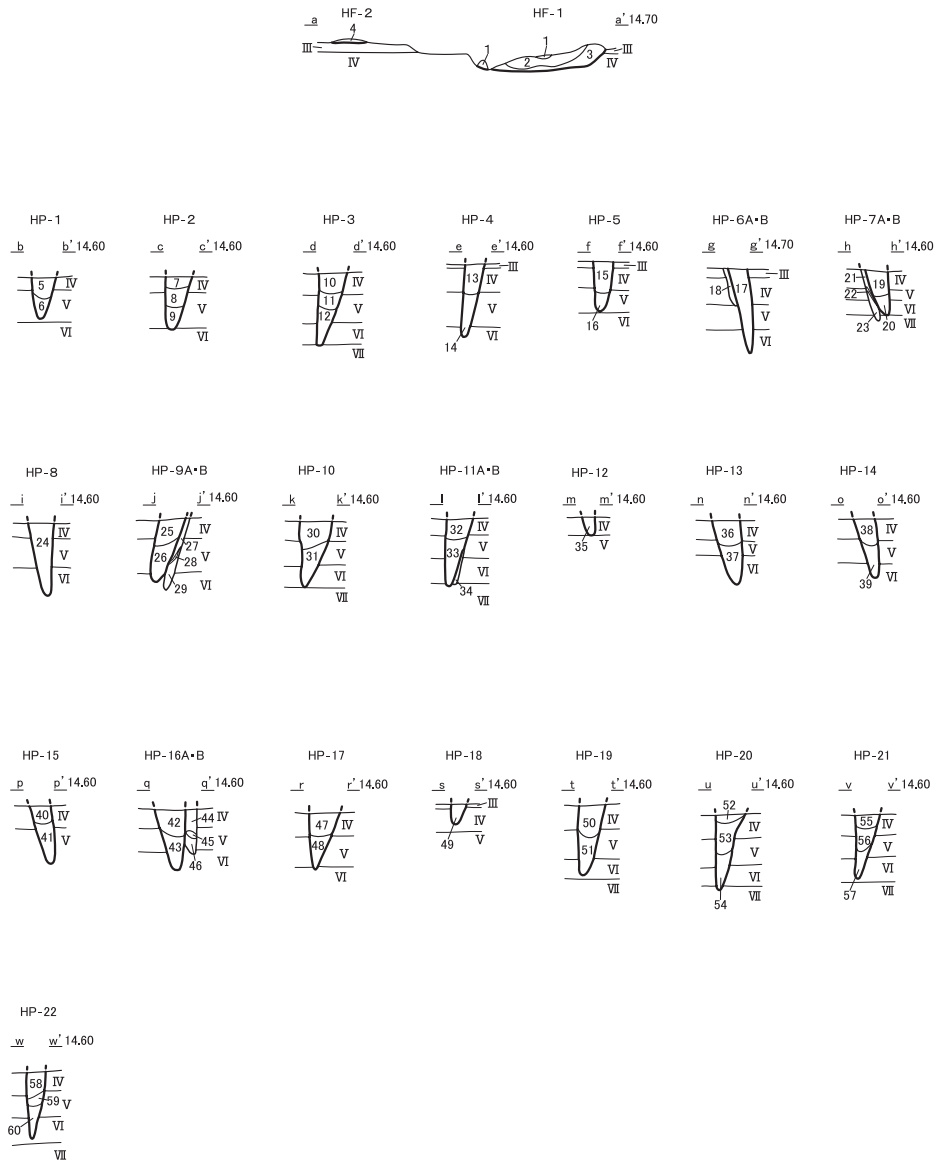 a HF-2 HF-1 a' 14.70
4 1 1 2 3
III IV III IV
HP-1 HP-2 HP-3 HP-4 HP-5 HP-6A・B HP-7A・B
b b' 14.60 c c' 14.60 d d' 14.60 e e' 14.60 f f' 14.60 g g' 14.70 h h' 14.60
5 6 IV V VI
7 8 9 IV V VI
10 11 12 IV V VI VII
13 14 III IV V VI
15 16 III IV V VI
17 18 III IV V VI
21 22 19 23 20 IV V VI VII
HP-8 HP-9A・B HP-10 HP-11A・B HP-12 HP-13 HP-14
i i' 14.60 j j' 14.60 k k' 14.60 l l' 14.60 m m' 14.60 n n' 14.60 o o' 14.60
24 IV V VI
25 26 27 28 29 IV V VI
30 31 IV V VI VII
32 33 34 IV V VI VII
35 IV V
36 37 IV V VI
38 39 IV V VI
HP-15 HP-16A・B HP-17 HP-18 HP-19 HP-20 HP-21
p p' 14.60 q q' 14.60 r r' 14.60 s s' 14.60 t t' 14.60 u u' 14.60 v v' 14.60
40 41 IV V VI
42 43 44 45 46 IV V VI
47 48 IV V VI
49 III IV V
50 51 IV V VI VII
52 53 54 IV V VI VII
55 56 57 IV V VI VII
HP-22
w w' 14.60
58 59 60 IV V VI VII